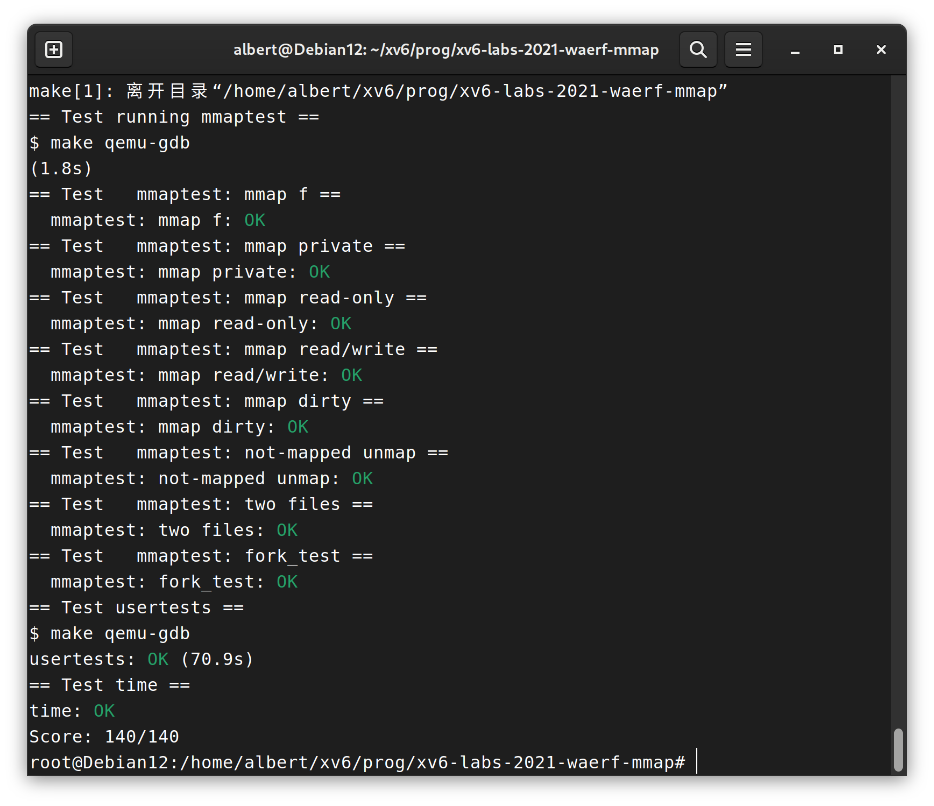 albert@Debian12: ~/xv6/prog/xv6-labs-2021-waerf-mmap
make[1]: 离开目录“/home/albert/xv6/prog/xv6-labs-2021-waerf-mmap”
== Test running mmaptest ==
$ make qemu-gdb
(1.8s)
== Test   mmaptest: mmap f ==
  mmaptest: mmap f: OK
== Test   mmaptest: mmap private ==
  mmaptest: mmap private: OK
== Test   mmaptest: mmap read-only ==
  mmaptest: mmap read-only: OK
== Test   mmaptest: mmap read/write ==
  mmaptest: mmap read/write: OK
== Test   mmaptest: mmap dirty ==
  mmaptest: mmap dirty: OK
== Test   mmaptest: not-mapped unmap ==
  mmaptest: not-mapped unmap: OK
== Test   mmaptest: two files ==
  mmaptest: two files: OK
== Test   mmaptest: fork_test ==
  mmaptest: fork_test: OK
== Test usertests ==
$ make qemu-gdb
usertests: OK (70.9s)
== Test time ==
time: OK
Score: 140/140
root@Debian12:/home/albert/xv6/prog/xv6-labs-2021-waerf-mmap#